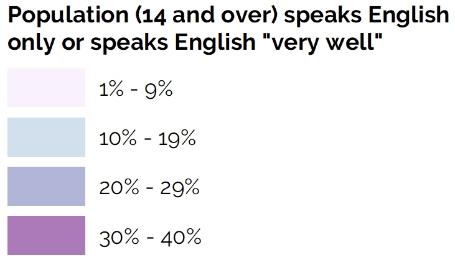 Population (14 and over) speaks English
only or speaks English "very well"
1% - 9%
10% - 19%
20% - 29%
30% - 40%